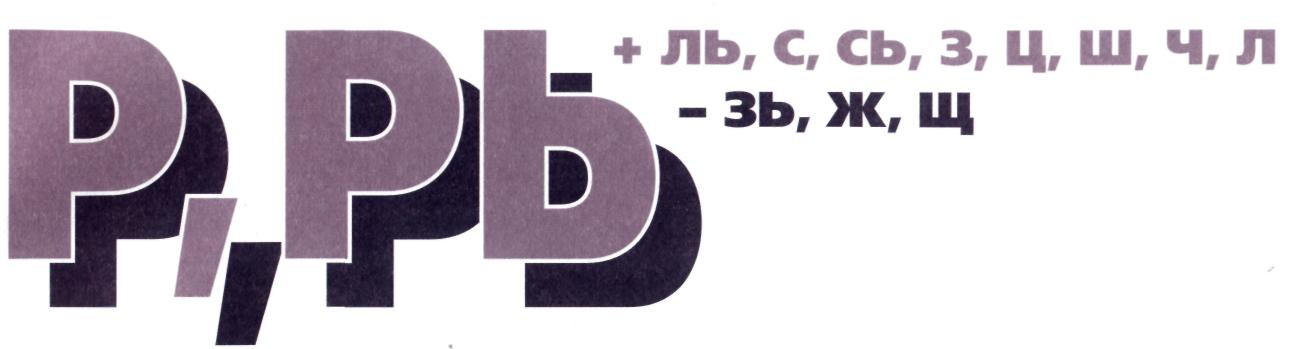 Р, РЬ
+ ЛЬ, С, СЬ, З, Ц, Ш, Ч, Л
– ЗЬ, Ж, Щ